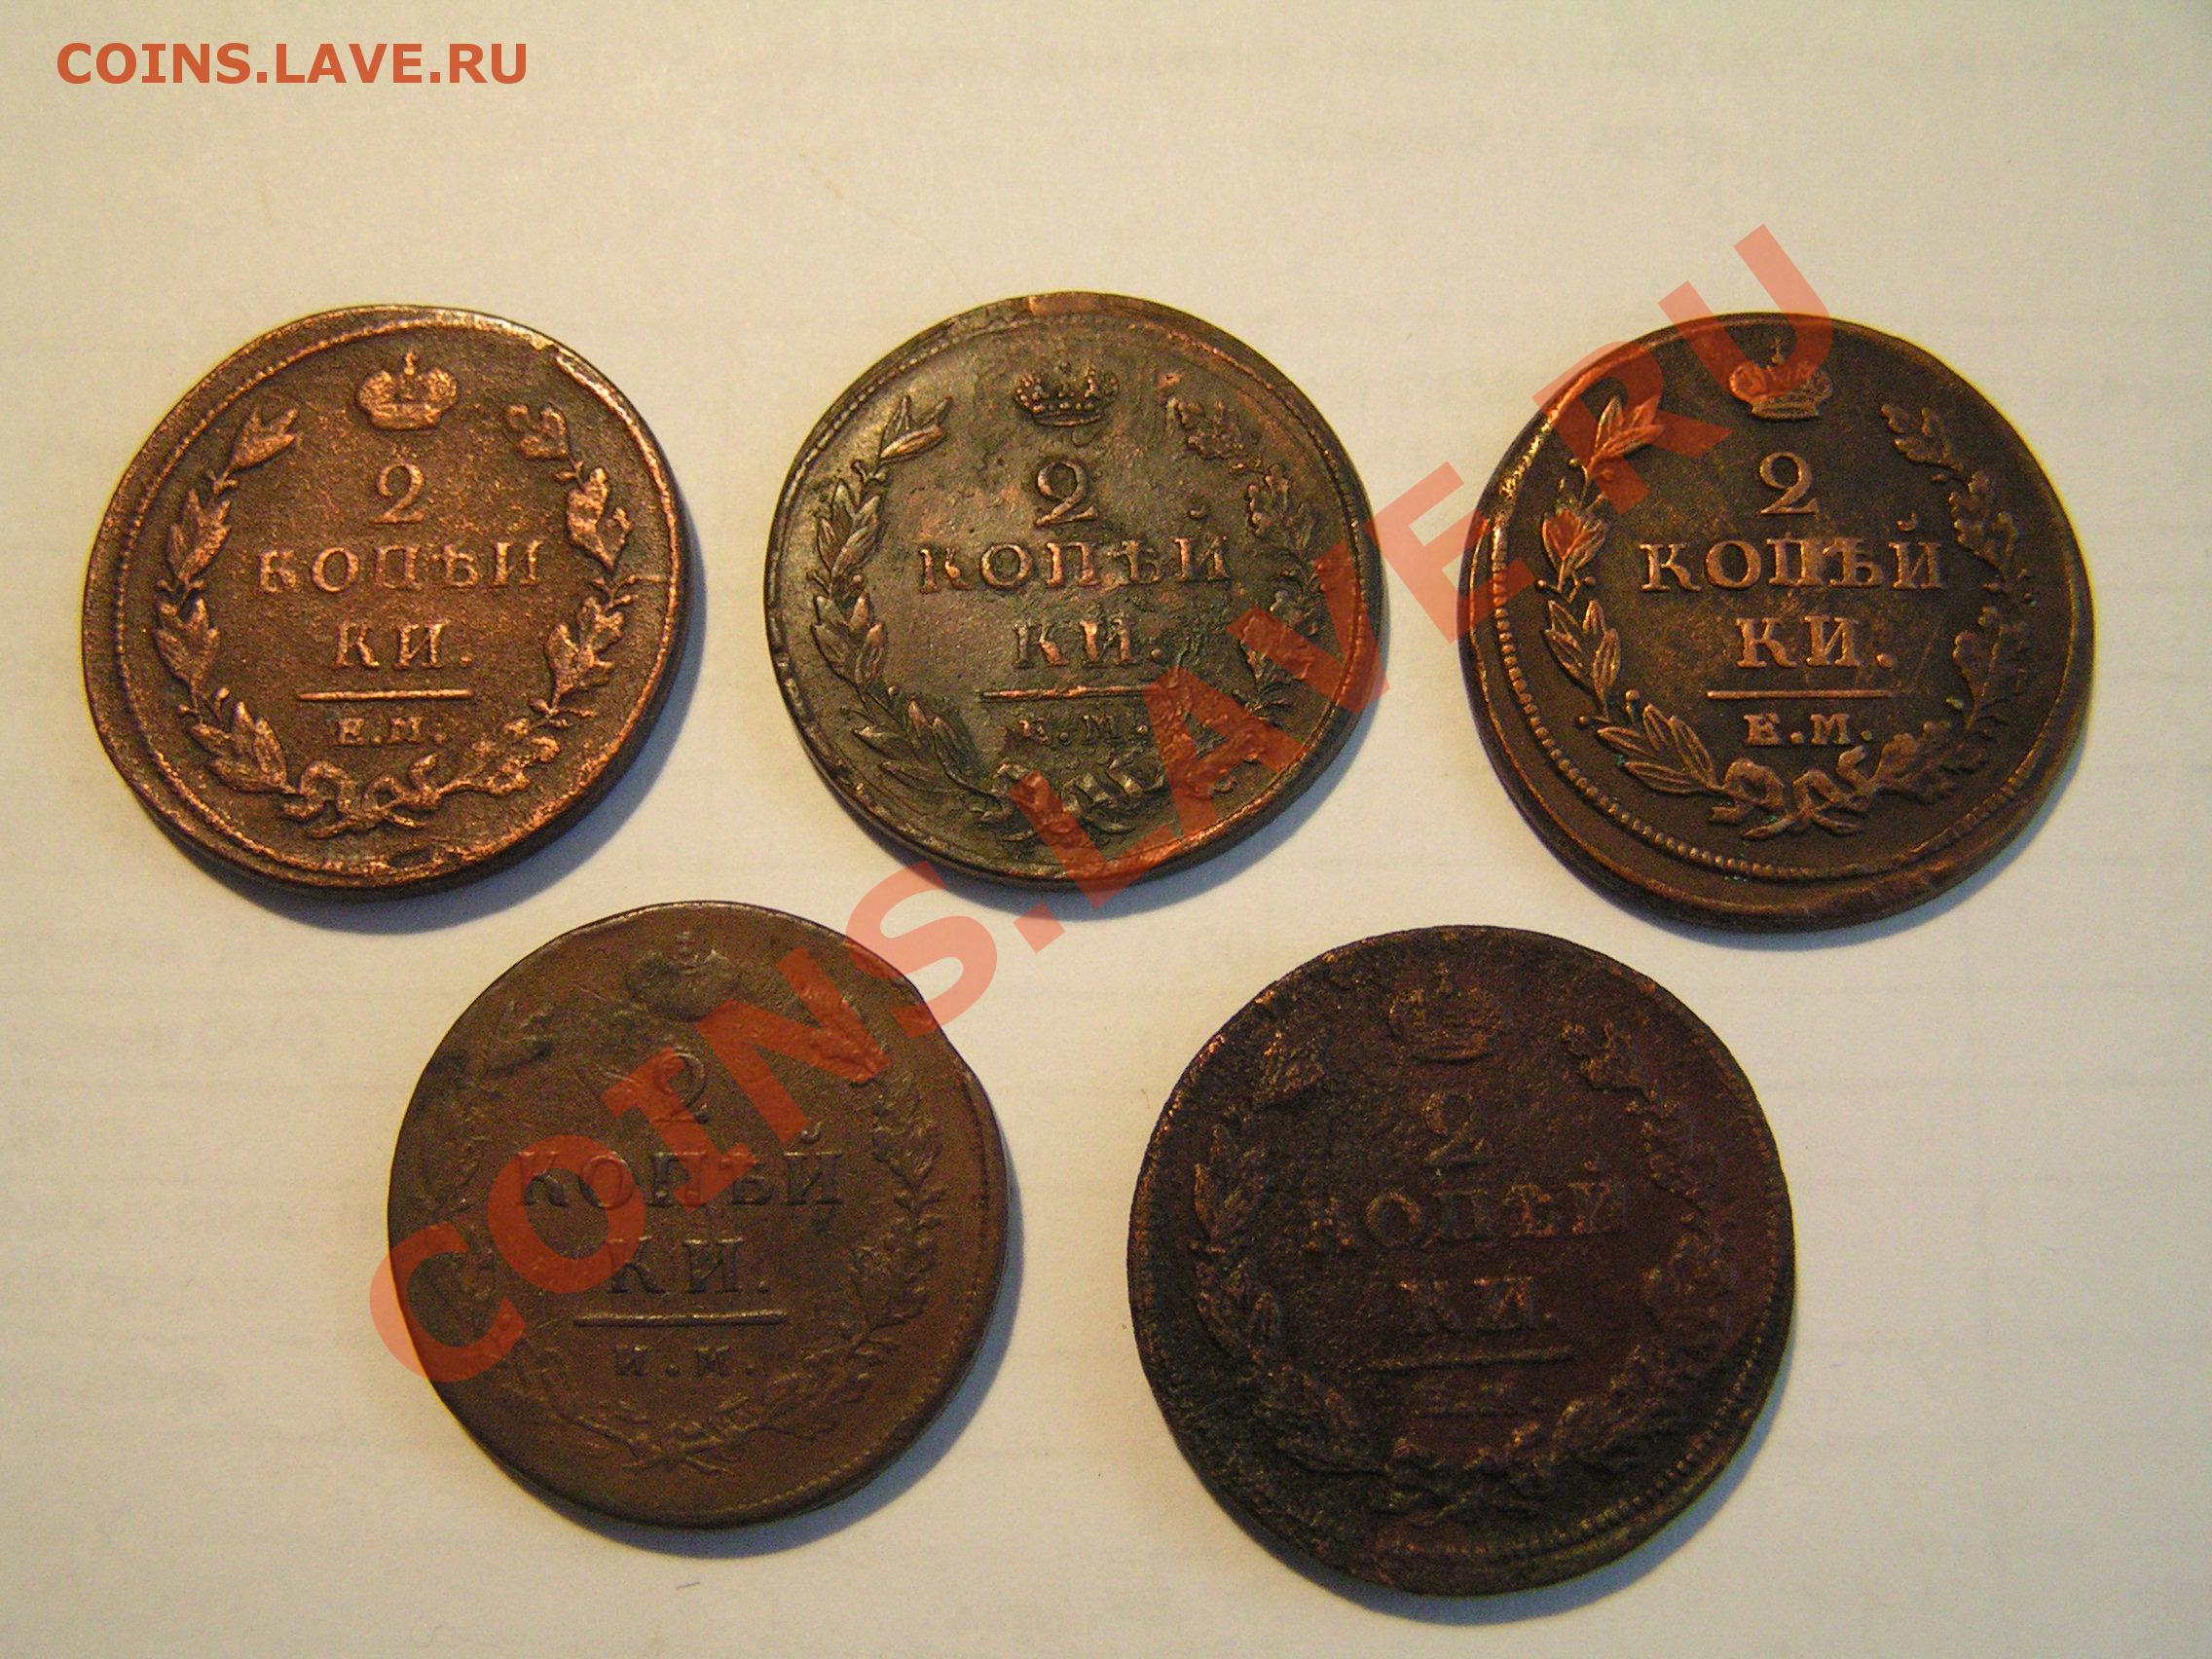 COINS.LAVE.RU
2
КОПѢЙ
КИ.
Е.М.
2
КОПѢЙ
КИ.
2
КОПѢЙ
КИ.
Е.М.
2
КОПѢЙ
КИ.
И.М.
2
КОПѢЙ
КИ.
COINS.LAVE.RU